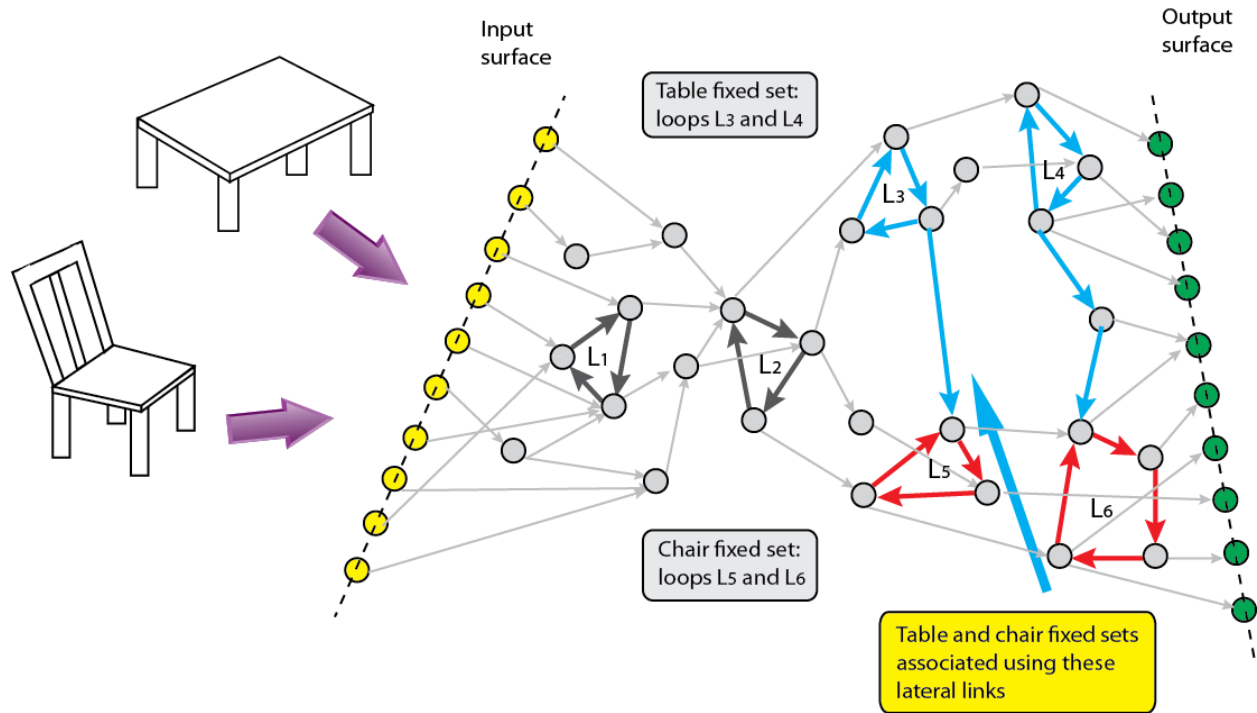 Input
surface
Output
surface
Table fixed set:
loops L3 and L4
L3
L4
L1
L2
L5
L6
Chair fixed set:
loops L5 and L6
Table and chair fixed sets
associated using these
lateral links